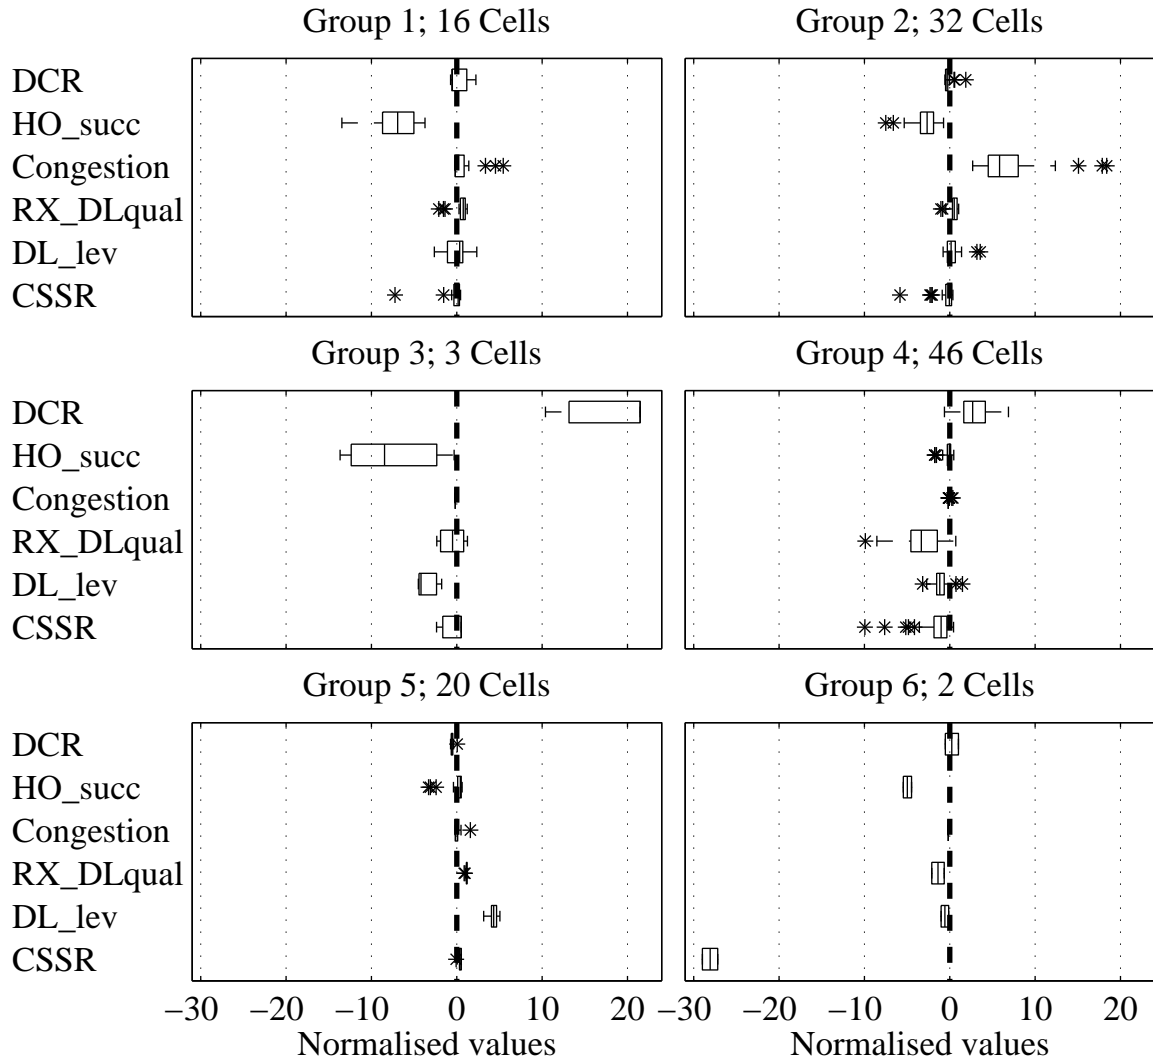 Group 1; 16 Cells
Group 2; 32 Cells
DCR
HO_succ
Congestion
RX_DLqual
DL_lev
CSSR
Group 3; 3 Cells
Group 4; 46 Cells
DCR
HO_succ
Congestion
RX_DLqual
DL_lev
CSSR
Group 5; 20 Cells
Group 6; 2 Cells
DCR
HO_succ
Congestion
RX_DLqual
DL_lev
CSSR
−30 −20 −10 0 10 20
−30 −20 −10 0 10 20
Normalised values
Normalised values